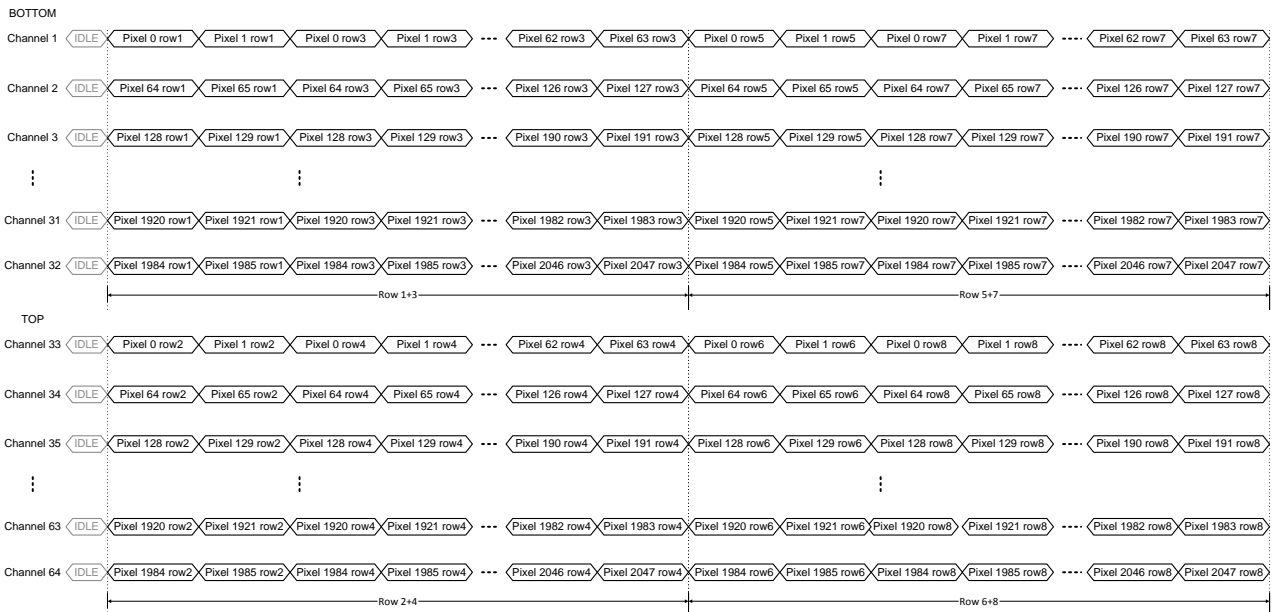 BOTTOM
Channel 1 IDLE Pixel 0 row1 Pixel 1 row1 Pixel 0 row3 Pixel 1 row3 Pixel 62 row3 Pixel 63 row3 Pixel 0 row5 Pixel 1 row5 Pixel 0 row7 Pixel 1 row7 Pixel 62 row7 Pixel 63 row7
Channel 2 IDLE Pixel 64 row1 Pixel 65 row1 Pixel 64 row3 Pixel 65 row3 Pixel 126 row3 Pixel 127 row3 Pixel 64 row5 Pixel 65 row5 Pixel 64 row7 Pixel 65 row7 Pixel 126 row7 Pixel 127 row7
Channel 3 IDLE Pixel 128 row1 Pixel 129 row1 Pixel 128 row3 Pixel 129 row3 Pixel 190 row3 Pixel 191 row3 Pixel 128 row5 Pixel 129 row5 Pixel 128 row7 Pixel 129 row7 Pixel 190 row7 Pixel 191 row7
Channel 31 IDLE Pixel 1920 row1 Pixel 1921 row1 Pixel 1920 row3 Pixel 1921 row3 Pixel 1982 row3 Pixel 1983 row3 Pixel 1920 row5 Pixel 1921 row7 Pixel 1920 row7 Pixel 1921 row7 Pixel 1982 row7 Pixel 1983 row7
Channel 32 IDLE Pixel 1984 row1 Pixel 1985 row1 Pixel 1984 row3 Pixel 1985 row3 Pixel 2046 row3 Pixel 2047 row3 Pixel 1984 row5 Pixel 1985 row7 Pixel 1984 row7 Pixel 1985 row7 Pixel 2046 row7 Pixel 2047 row7
Row 1+3 Row 5+7
TOP
Channel 33 IDLE Pixel 0 row2 Pixel 1 row2 Pixel 0 row4 Pixel 1 row4 Pixel 62 row4 Pixel 63 row4 Pixel 0 row6 Pixel 1 row6 Pixel 0 row8 Pixel 1 row8 Pixel 62 row8 Pixel 63 row8
Channel 34 IDLE Pixel 64 row2 Pixel 65 row2 Pixel 64 row4 Pixel 65 row4 Pixel 126 row4 Pixel 127 row4 Pixel 64 row6 Pixel 65 row6 Pixel 64 row8 Pixel 65 row8 Pixel 126 row8 Pixel 127 row8
Channel 35 IDLE Pixel 128 row2 Pixel 129 row2 Pixel 128 row4 Pixel 129 row4 Pixel 190 row4 Pixel 191 row4 Pixel 128 row6 Pixel 129 row6 Pixel 128 row8 Pixel 129 row8 Pixel 190 row8 Pixel 191 row8
Channel 63 IDLE Pixel 1920 row2 Pixel 1921 row2 Pixel 1920 row4 Pixel 1921 row4 Pixel 1982 row4 Pixel 1983 row4 Pixel 1920 row6 Pixel 1921 row6 Pixel 1920 row8 Pixel 1921 row8 Pixel 1982 row8 Pixel 1983 row8
Channel 64 IDLE Pixel 1984 row2 Pixel 1985 row2 Pixel 1984 row4 Pixel 1985 row4 Pixel 2046 row4 Pixel 2047 row4 Pixel 1984 row6 Pixel 1985 row6 Pixel 1984 row8 Pixel 1985 row8 Pixel 2046 row8 Pixel 2047 row8
Row 2+4 Row 6+8